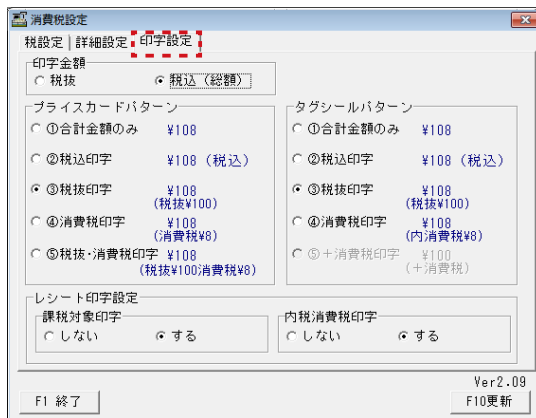 消費税設定
税設定 詳細設定 印字設定
印字金額
税抜 税込（総額）
プライスカードパターン
①合計金額のみ ¥108
②税込印字 ¥108（税込）
③税抜印字 ¥108
(税抜¥100)
④消費税印字 ¥108
(消費税¥8)
⑤税抜・消費税印字 ¥108
(税抜¥100消費税¥8)
タグシールパターン
①合計金額のみ ¥108
②税込印字 ¥108（税込）
③税抜印字 ¥108
(税抜¥100)
④消費税印字 ¥108
(内消費税¥8)
⑤＋消費税印字 ¥100
(＋消費税)
レシート印字設定
課税対象印字
しない する
内税消費税印字
しない する
Ver2.09
F1 終了 F10更新